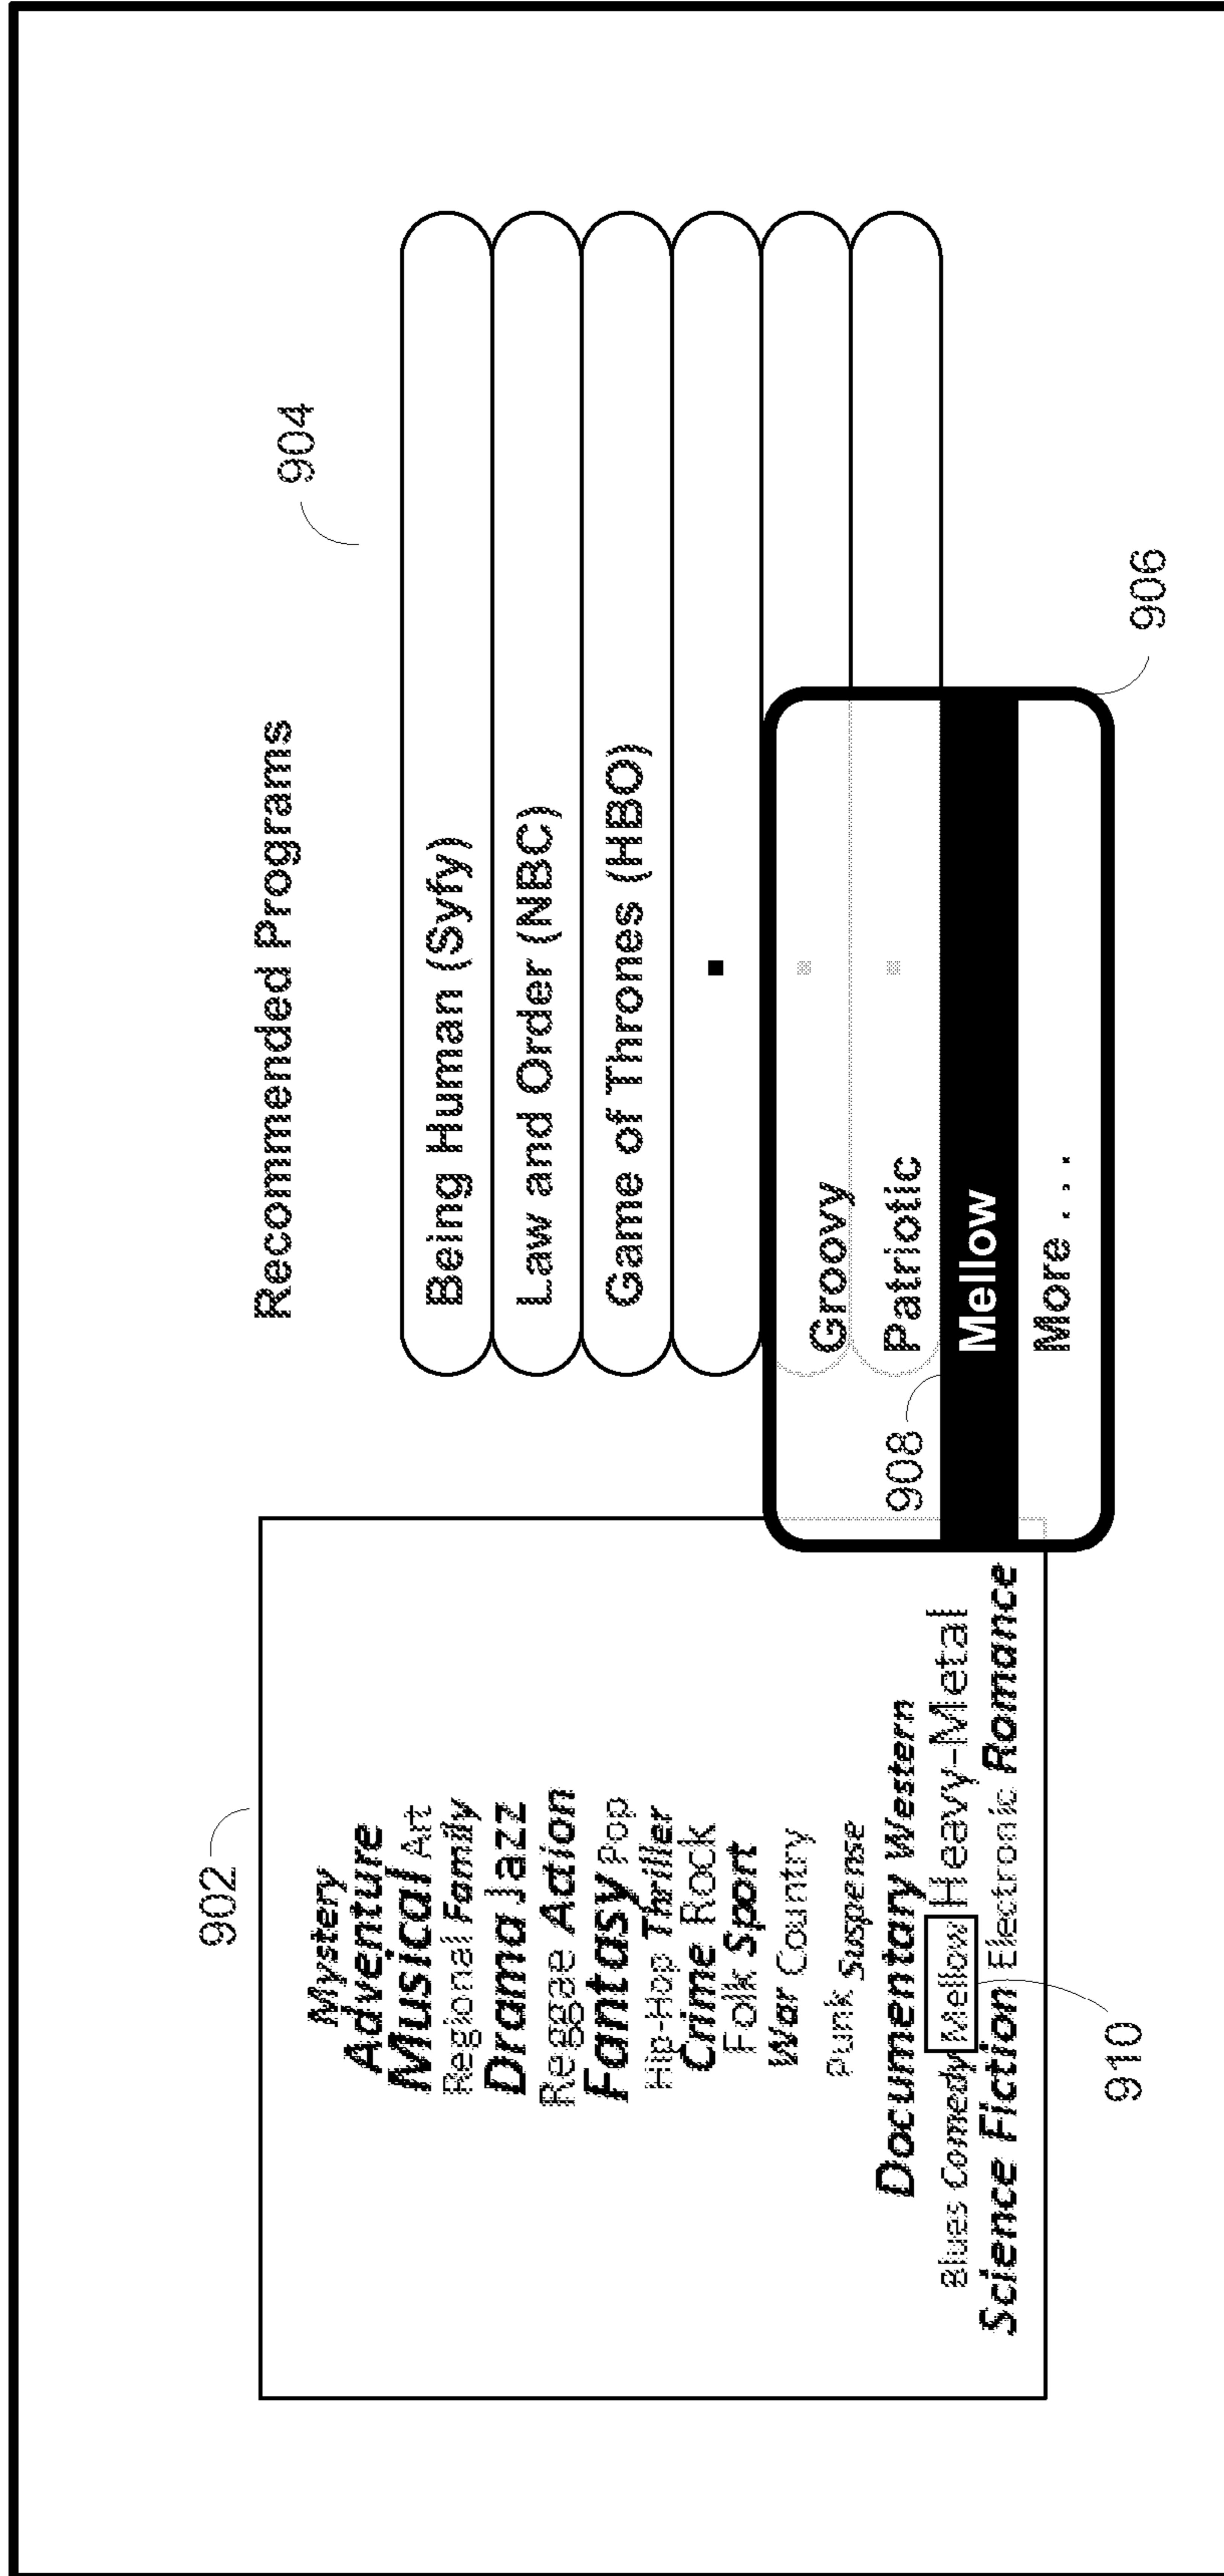 902
Mystery
Adventure
Musical Art
Regional Family
Drama Jazz
Reggae Action
Fantasy Pop
Hip-Hop Thriller
Crime Rock
Folk Sport
War Country
Punk Suspense
Documentary Western
Blues Comedy Mellow Heavy-Metal
Science Fiction Electronic Romance
910
Recommended Programs
904
Being Human (Syfy)
Law and Order (NBC)
Game of Thrones (HBO)
Groovy
Patriotic
908
Mellow
More . . .
906